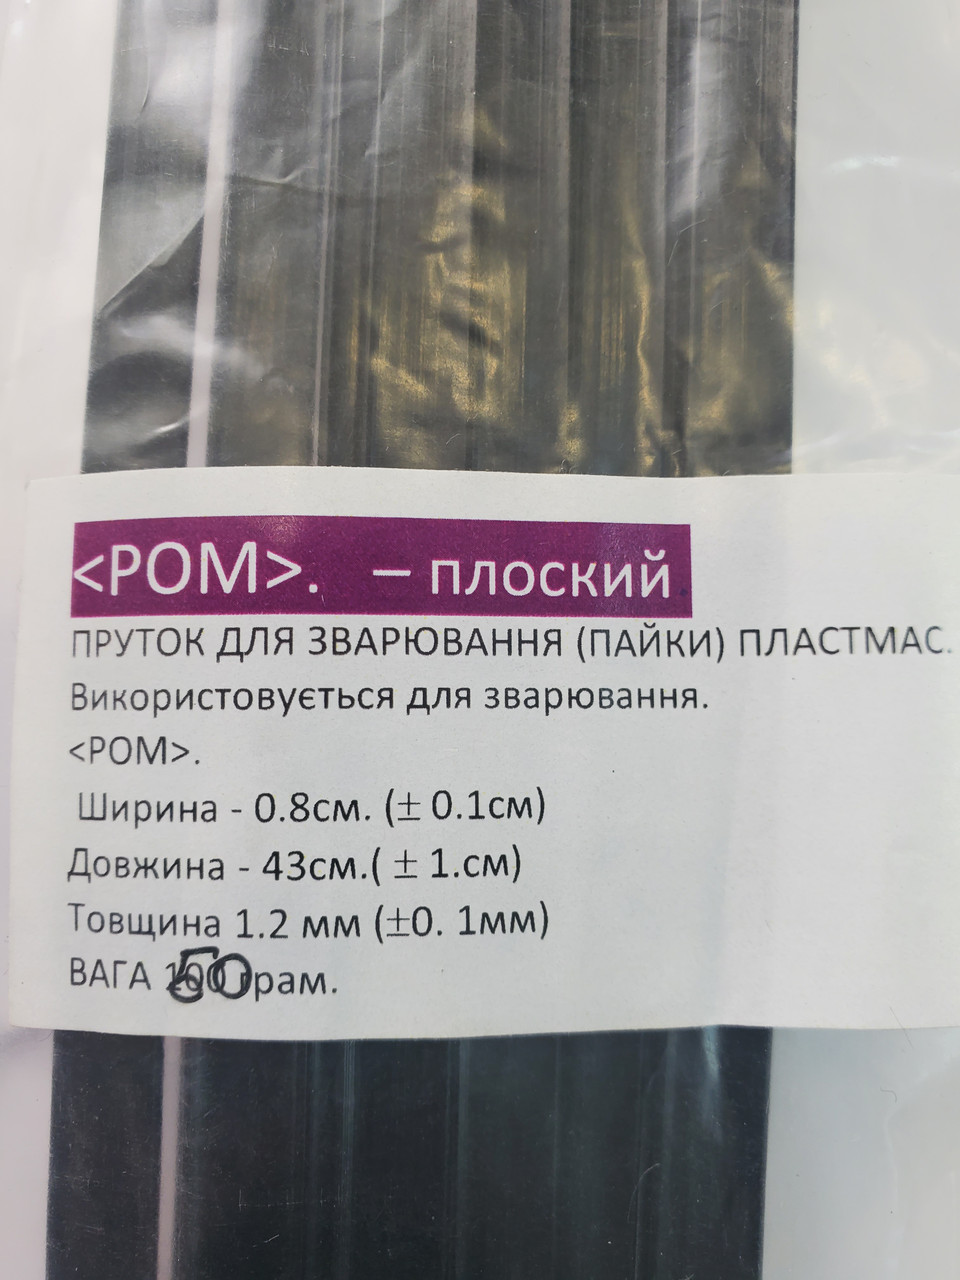 <POM>. – плоский
ПРУТОК ДЛЯ ЗВАРЮВАННЯ (ПАЙКИ) ПЛАСТМАС.
Використовується для зварювання.
<POM>.
Ширина - 0.8см. (± 0.1см)
Довжина - 43см.( ± 1.см)
Товщина 1.2 мм (±0. 1мм)
ВАГА 50 грам.